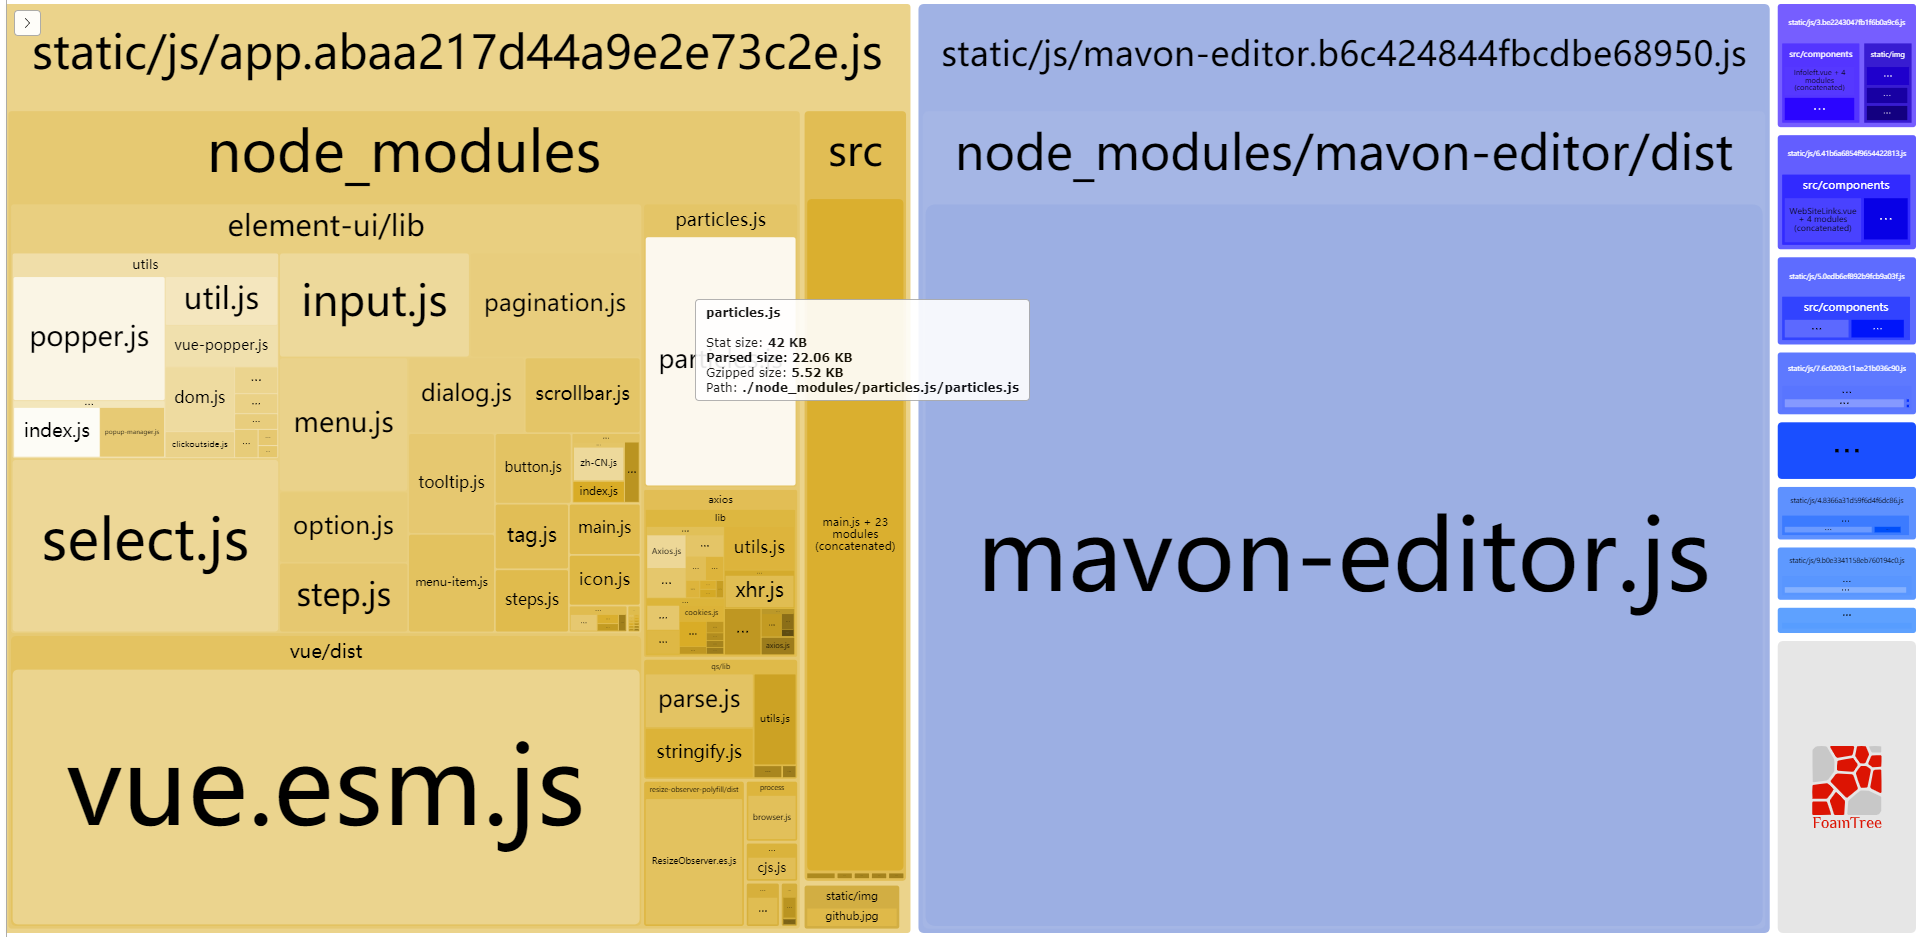 static/js/app.abaa217d44a9e2e73c2e.js
node_modules
element-ui/lib
utils
popper.js
util.js
vue-popper.js
dom.js
...
...
...
...
index.js
popup-manager.js
clickoutside.js
...
...
...
select.js
input.js
pagination.js
menu.js
dialog.js
scrollbar.js
tooltip.js
button.js
...
zh-CN.js
index.js
...
option.js
tag.js
main.js
step.js
menu-item.js
steps.js
icon.js
...
...
vue/dist
vue.esm.js
particles.js
particles.js
Stat size: 42 KB
Parsed size: 22.06 KB
Gzipped size: 5.52 KB
Path: ./node_modules/particles.js/particles.js
axios
lib
...
Axios.js
...
utils.js
...
...
...
xhr.js
...
cookies.js
...
...
...
...
...
axios.js
qs/lib
parse.js
utils.js
stringify.js
...
...
resize-observer-polyfill/dist
ResizeObserver.es.js
process
browser.js
...
cjs.js
...
...
...
src
main.js + 23
modules
(concatenated)
static/img
github.jpg
static/js/mavon-editor.b6c424844fbcdbe68950.js
node_modules/mavon-editor/dist
mavon-editor.js
static/js/3.be2243047fb1f6b0a9c6.js
src/components
infoleft.vue + 4
modules
(concatenated)
...
static/img
...
...
...
static/js/6.41b6a6854f9654422813.js
src/components
WebSiteLinks.vue
+ 4 modules
(concatenated)
...
static/js/5.0edb6ef892b9fcb9a03f.js
src/components
...
...
static/js/7.6c0203c11ae21b036c90.js
...
...
...
static/js/4.8366a31d59f6d4f6dc86.js
...
...
static/js/9.b0e3341158eb760194c0.js
...
...
...
FoamTree